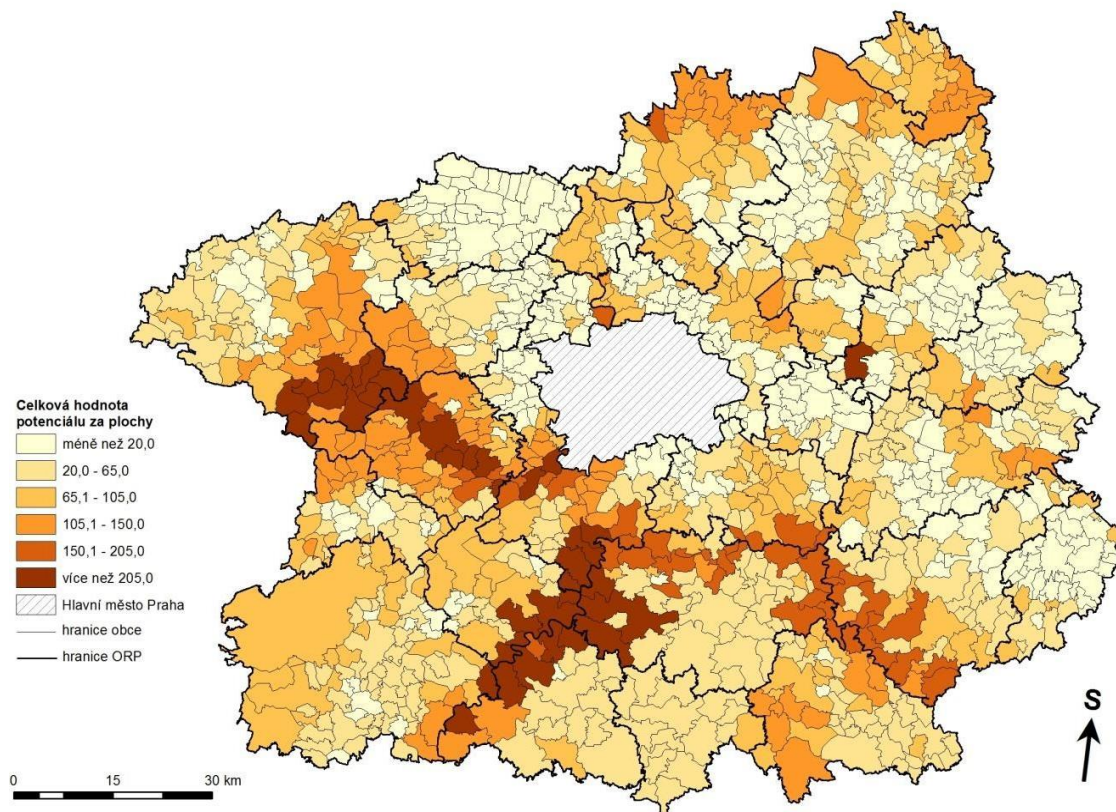 Celková hodnota
potenciálu za plochy
méně než 20,0
20,0 - 65,0
65,1 - 105,0
105,1 - 150,0
150,1 - 205,0
více než 205,0
Hlavní město Praha
hranice obce
hranice ORP
0 15 30 km
S